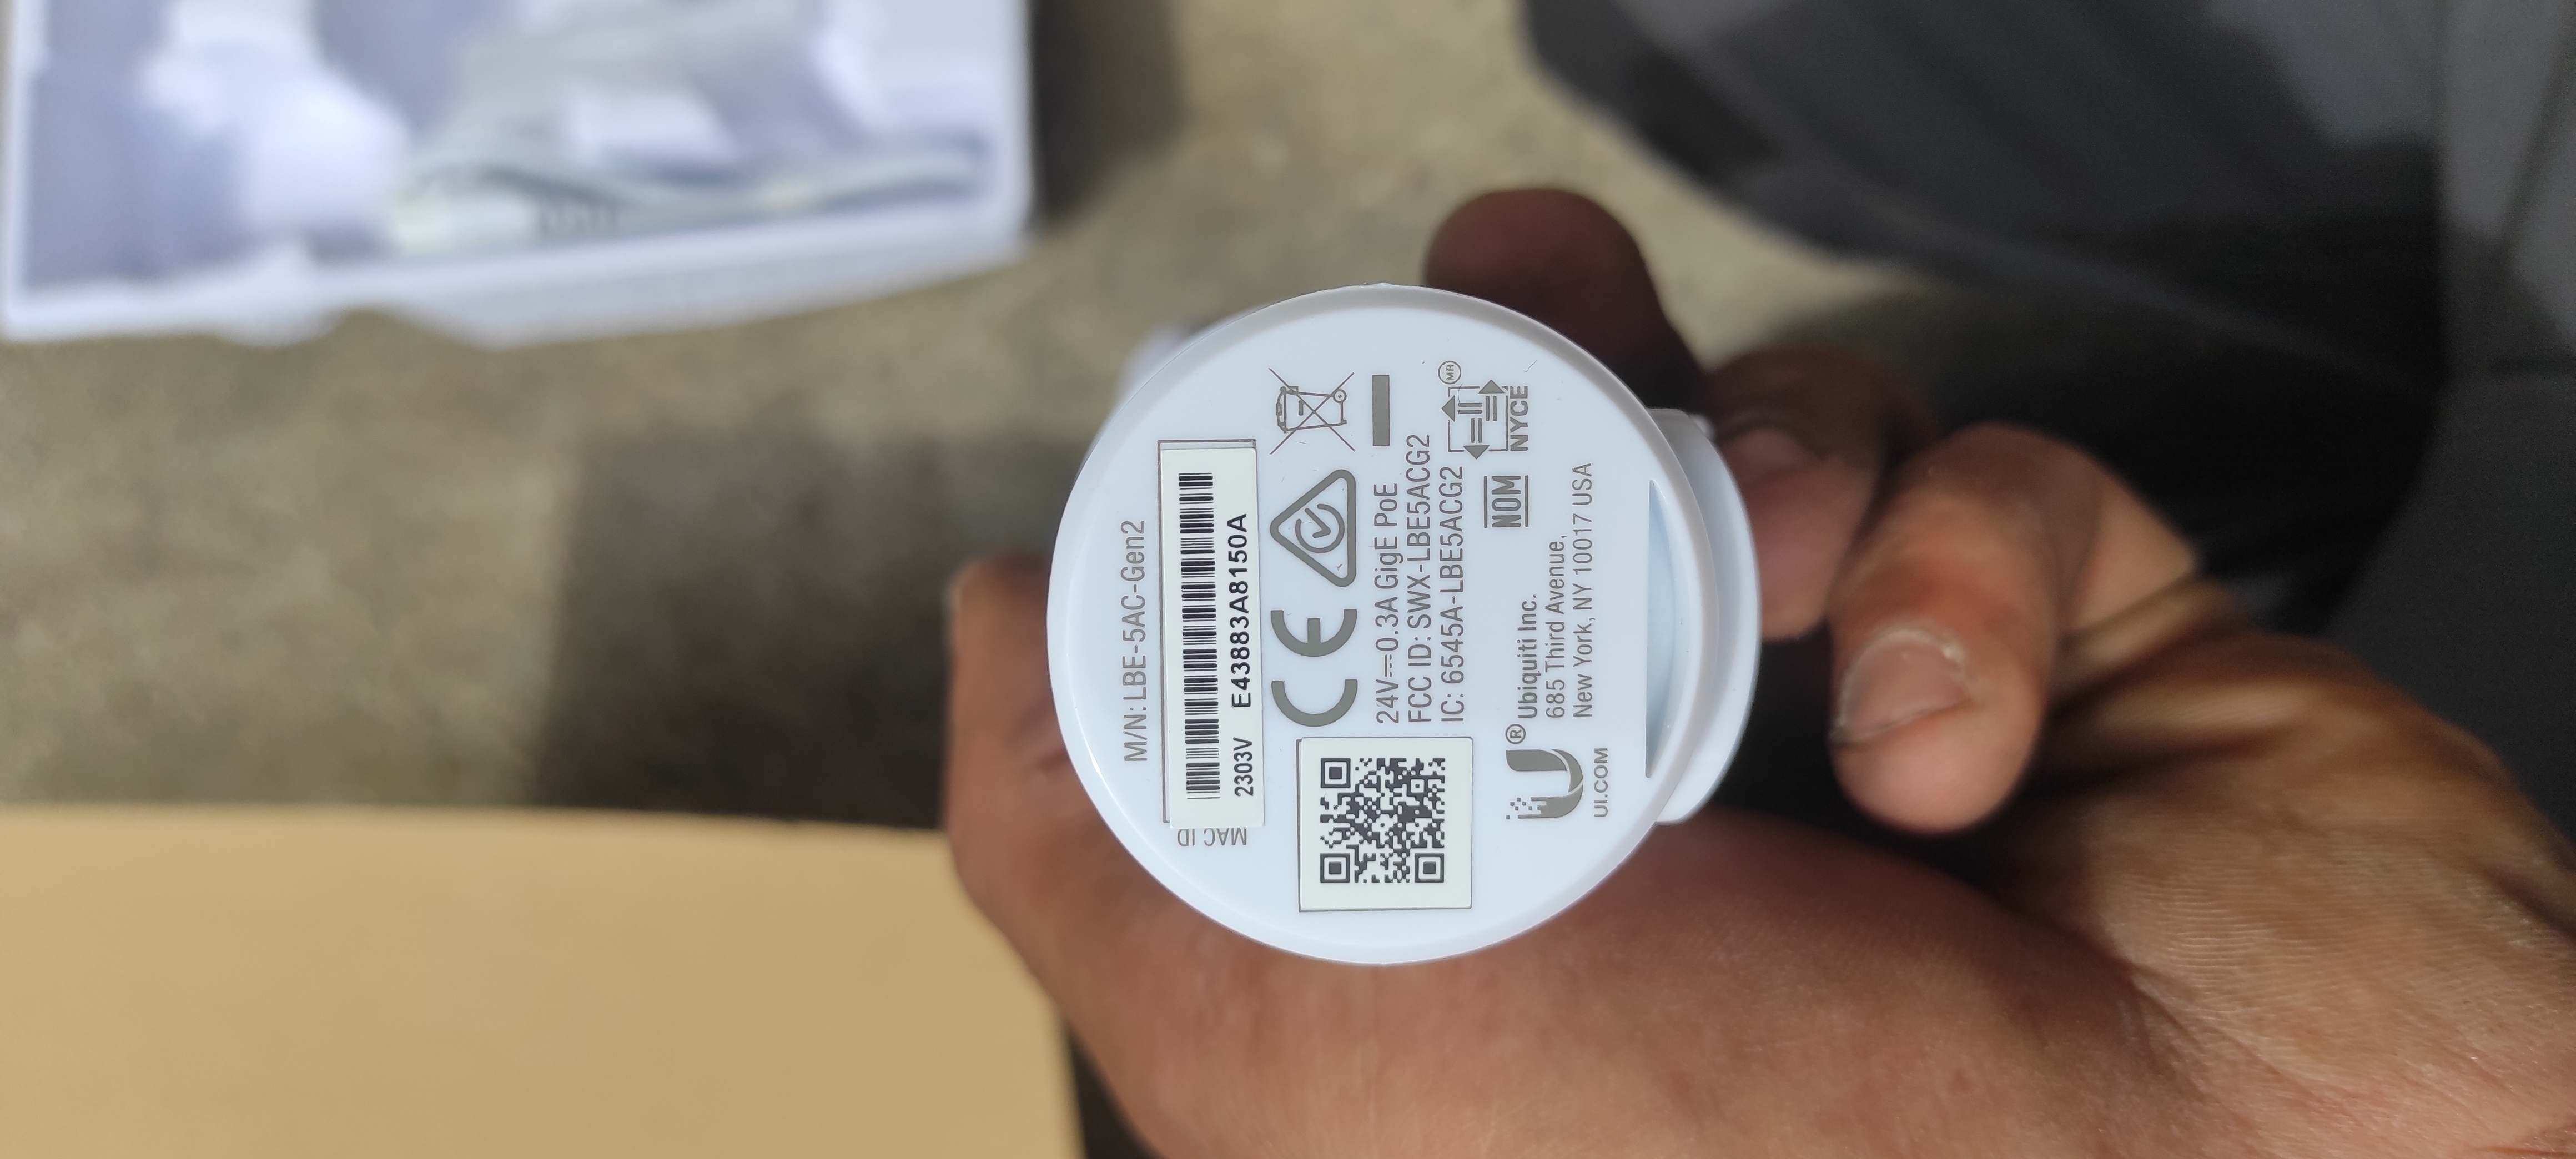 M/N: LBE-5AC-Gen2
MAC ID
2303V E43883A8150A
CE
24V⎓0.3A GigE PoE
FCC ID: SWX-LBE5ACG2
IC: 6545A-LBE5ACG2
NOM
NYCE
MR
U®
Ubiquiti Inc.
685 Third Avenue,
New York, NY 10017 USA
UI.COM